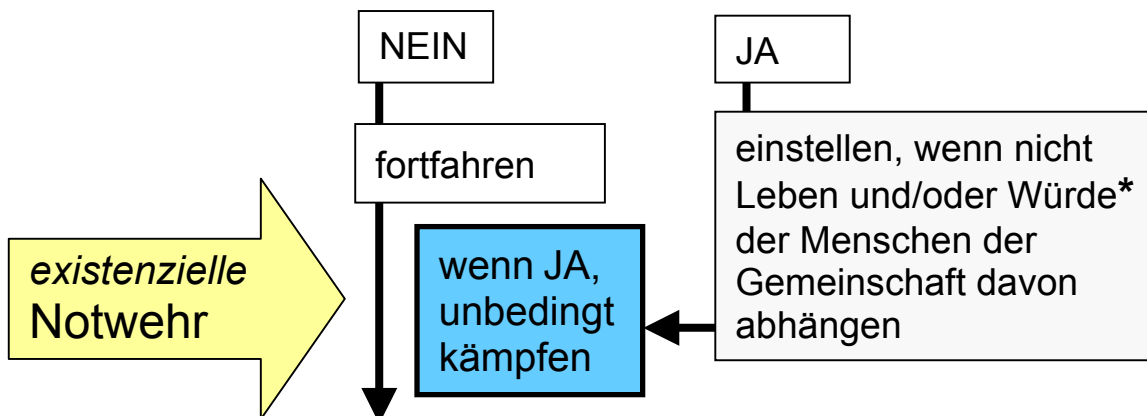 NEIN
JA
fortfahren
einstellen, wenn nicht
Leben und/oder Würde*
der Menschen der
Gemeinschaft davon
abhängen
existenzielle
Notwehr
wenn JA,
unbedingt
kämpfen